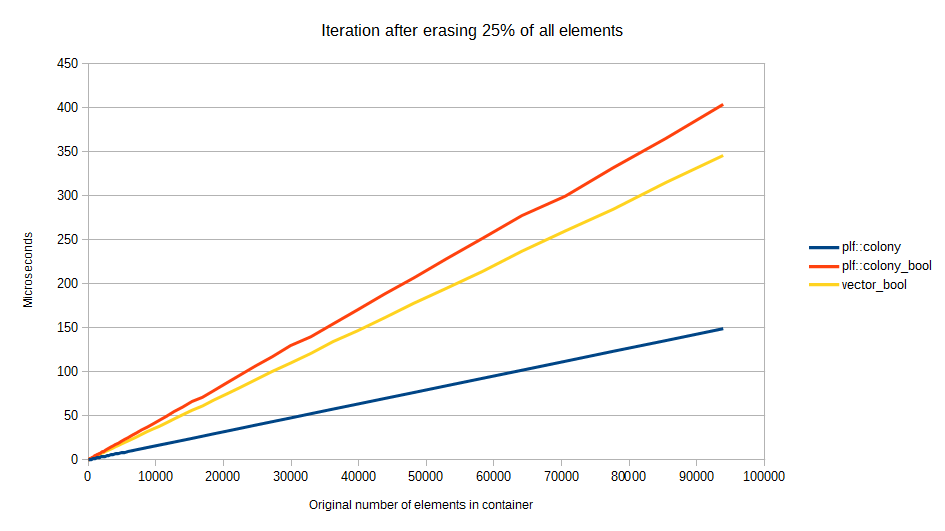 Iteration after erasing 25% of all elements
450
400
350
300
250
200
150
100
50
0
Microseconds
0 10000 20000 30000 40000 50000 60000 70000 80000 90000 100000
Original number of elements in container
plf::colony
plf::colony_bool
vector_bool